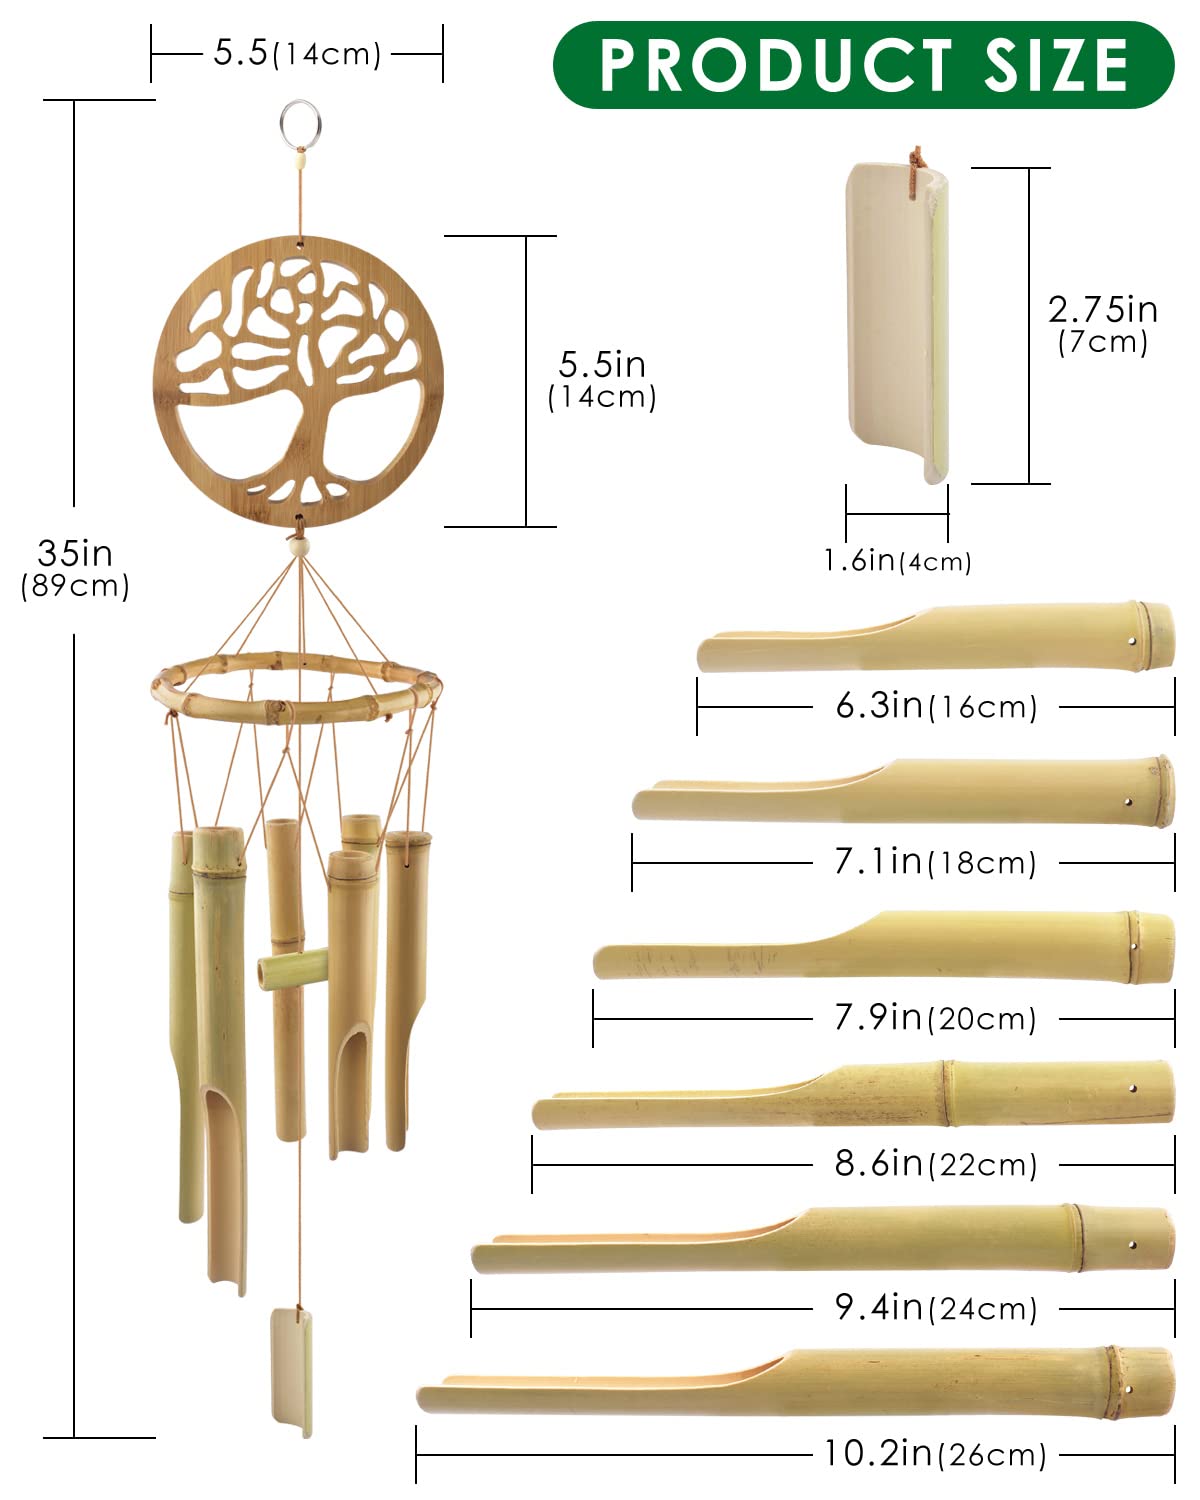 PRODUCT SIZE
5.5(14cm)
35in
(89cm)
5.5in
(14cm)
2.75in
(7cm)
1.6in(4cm)
6.3in(16cm)
7.1in(18cm)
7.9in(20cm)
8.6in(22cm)
9.4in(24cm)
10.2in(26cm)